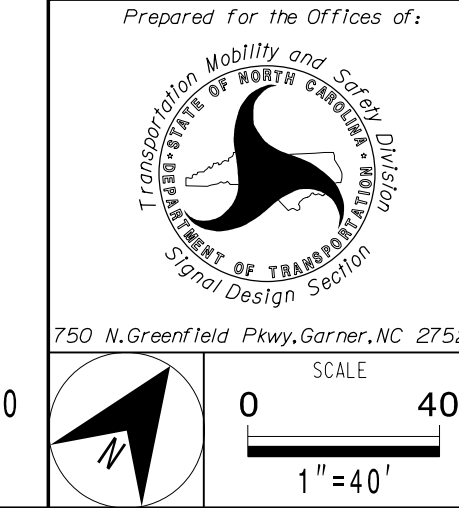 Prepared for the Offices of:
Transportation Mobility and Safety Division
STATE OF NORTH CAROLINA
DEPARTMENT OF TRANSPORTATION
Signal Design Section
750 N.Greenfield Pkwy,Garner,NC 2752
N
SCALE
0 40
1"=40'
0